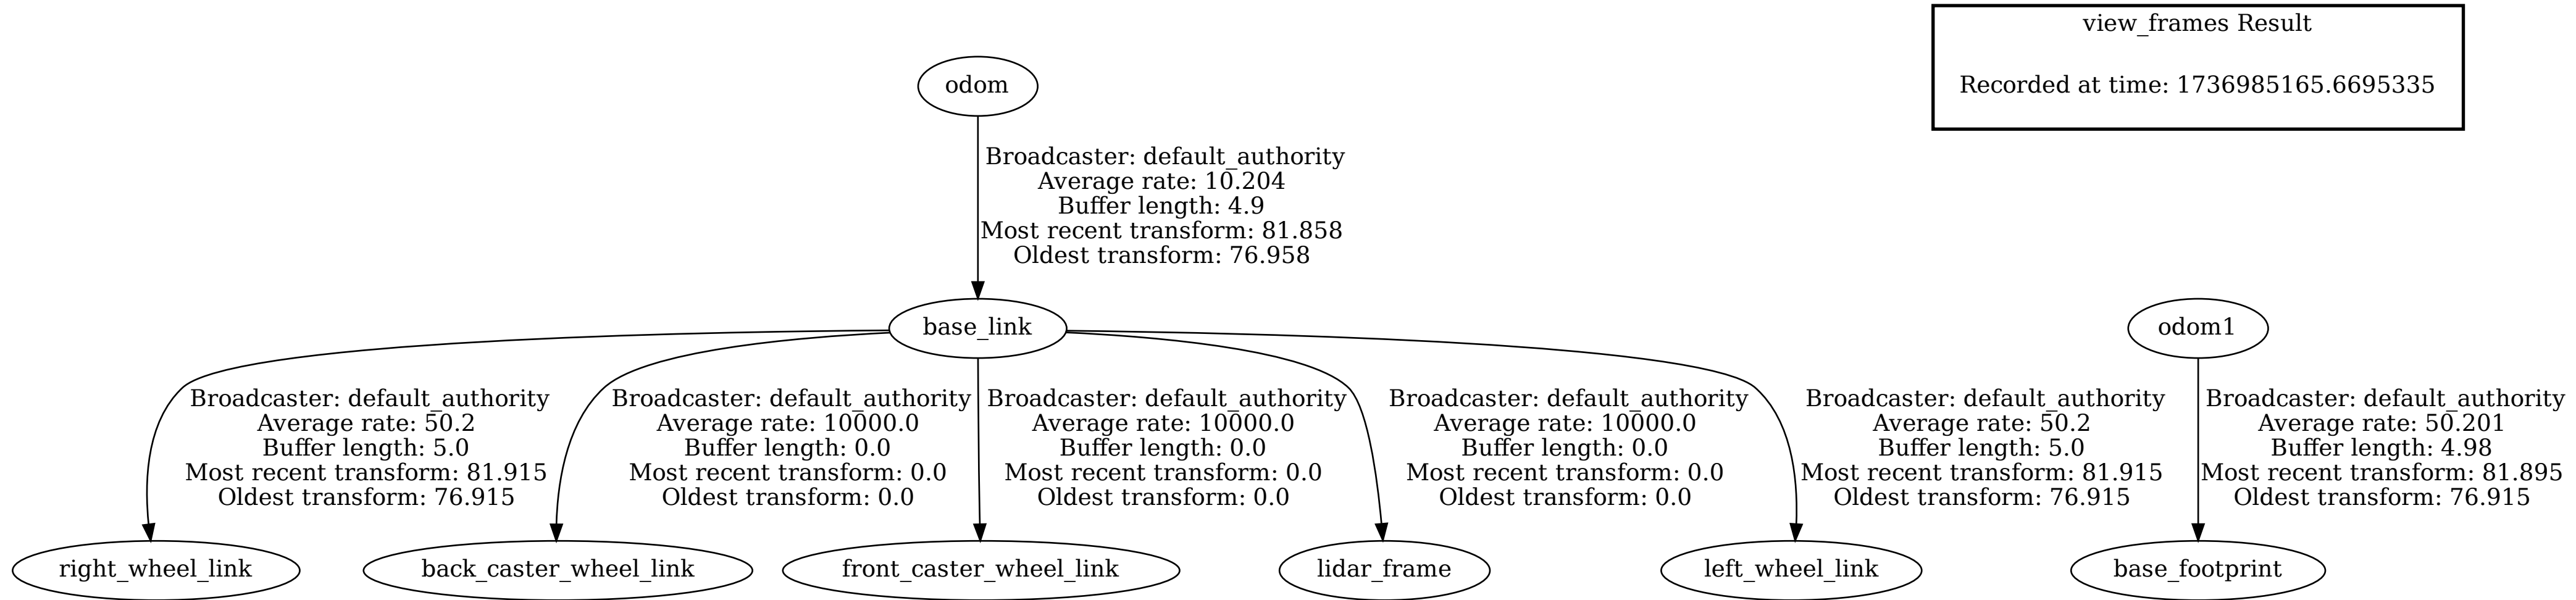 view_frames Result
Recorded at time: 1736985165.6695335
odom
Broadcaster: default_authority
Average rate: 10.204
Buffer length: 4.9
Most recent transform: 81.858
Oldest transform: 76.958
base_link
odom1
Broadcaster: default_authority
Average rate: 50.2
Buffer length: 5.0
Most recent transform: 81.915
Oldest transform: 76.915
Broadcaster: default_authority
Average rate: 10000.0
Buffer length: 0.0
Most recent transform: 0.0
Oldest transform: 0.0
Broadcaster: default_authority
Average rate: 10000.0
Buffer length: 0.0
Most recent transform: 0.0
Oldest transform: 0.0
Broadcaster: default_authority
Average rate: 10000.0
Buffer length: 0.0
Most recent transform: 0.0
Oldest transform: 0.0
Broadcaster: default_authority
Average rate: 50.2
Buffer length: 5.0
Most recent transform: 81.915
Oldest transform: 76.915
Broadcaster: default_authority
Average rate: 50.201
Buffer length: 4.98
Most recent transform: 81.895
Oldest transform: 76.915
right_wheel_link
back_caster_wheel_link
front_caster_wheel_link
lidar_frame
left_wheel_link
base_footprint